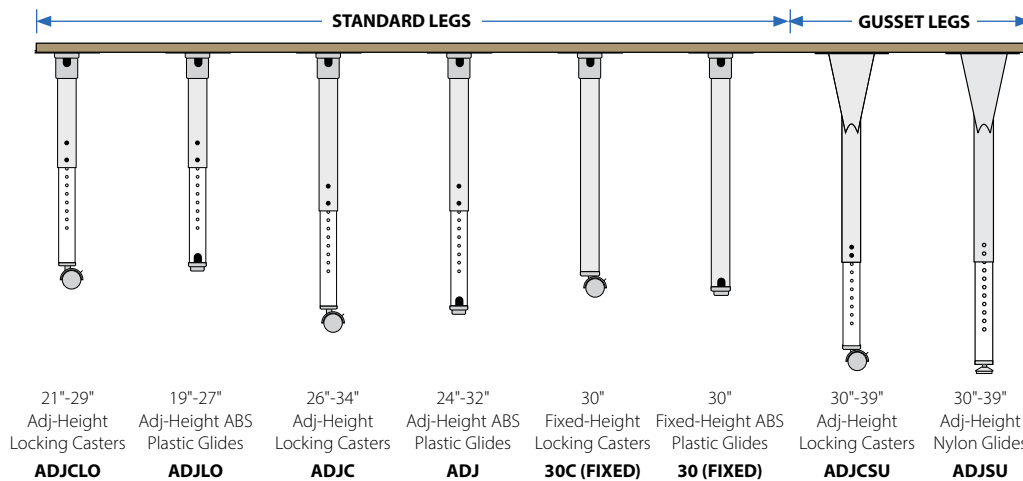 STANDARD LEGS
GUSSET LEGS
21"-29"
Adj-Height
Locking Casters
ADJCLO
19"-27"
Adj-Height ABS
Plastic Glides
ADJLO
26"-34"
Adj-Height
Locking Casters
ADJC
24"-32"
Adj-Height ABS
Plastic Glides
ADJ
30"
Fixed-Height
Locking Casters
30C (FIXED)
30"
Fixed-Height ABS
Plastic Glides
30 (FIXED)
30"-39"
Adj-Height
Locking Casters
ADJCSU
30"-39"
Adj-Height
Nylon Glides
ADJSU